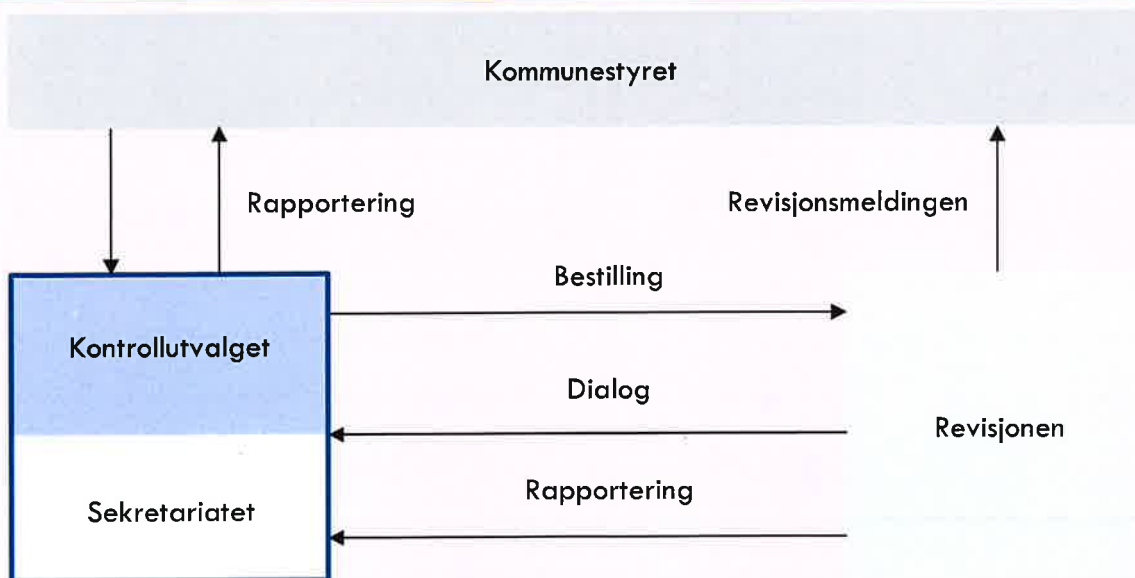 Kommunestyret
Rapportering
Revisjonsmeldingen
Bestilling
Kontrollutvalget
Dialog
Revisjonen
Rapportering
Sekretariatet